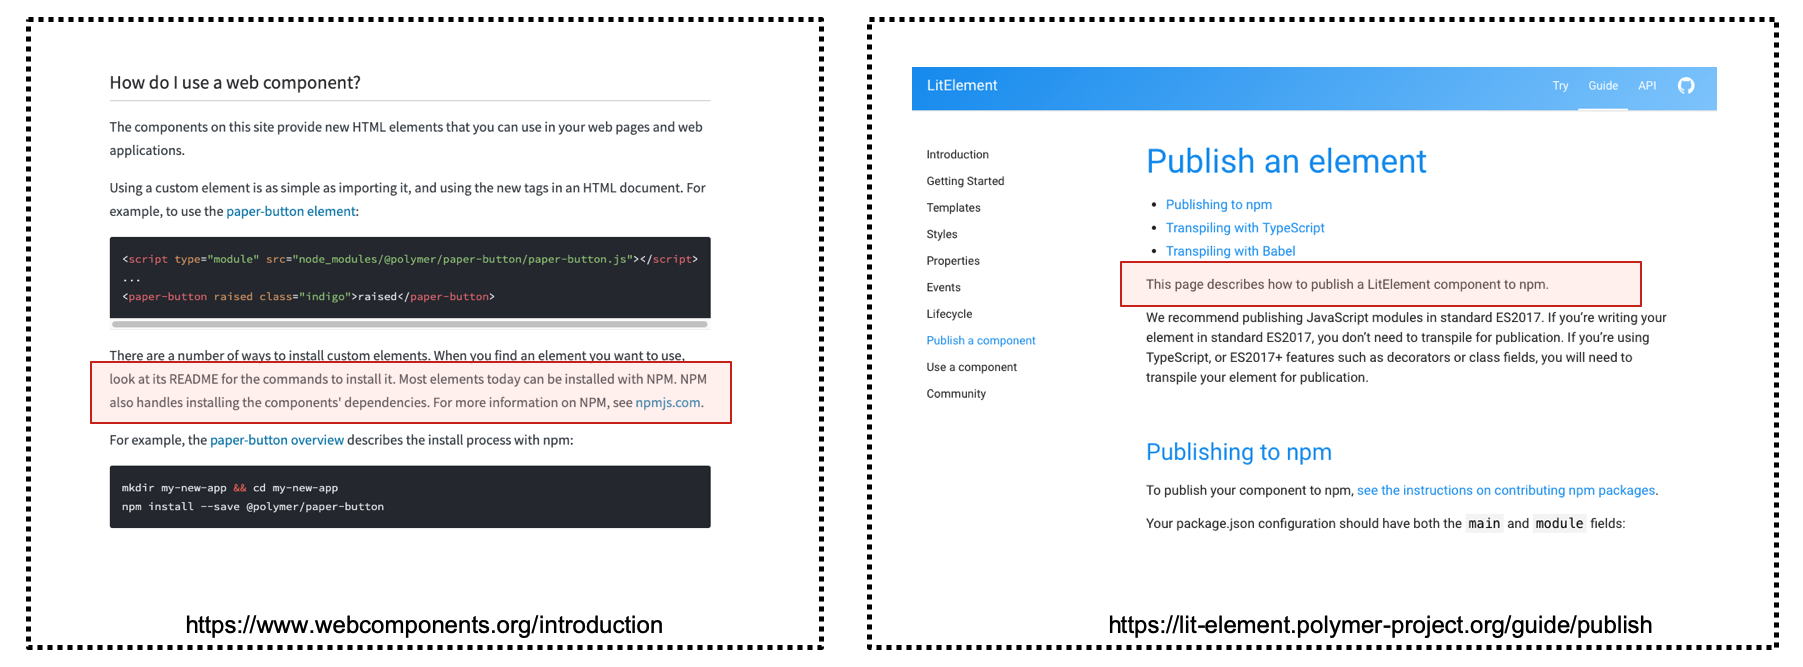 How do I use a web component?
The components on this site provide new HTML elements that you can use in your web pages and web
applications.
Using a custom element is as simple as importing it, and using the new tags in an HTML document. For
example, to use the paper-button element:
<script type="module" src="node_modules/@polymer/paper-button/paper-button.js"></script>
...
<paper-button raised class="indigo">raised</paper-button>
There are a number of ways to install custom elements. When you find an element you want to use,
look at its README for the commands to install it. Most elements today can be installed with NPM. NPM
also handles installing the components' dependencies. For more information on NPM, see npmjs.com.
For example, the paper-button overview describes the install process with npm:
mkdir my-new-app && cd my-new-app
npm install --save @polymer/paper-button
https://www.webcomponents.org/introduction
LitElement
Try Guide API
Introduction
Getting Started
Templates
Styles
Properties
Events
Lifecycle
Publish a component
Use a component
Community
Publish an element
• Publishing to npm
• Transpiling with TypeScript
• Transpiling with Babel
This page describes how to publish a LitElement component to npm.
We recommend publishing JavaScript modules in standard ES2017. If you’re writing your
element in standard ES2017, you don’t need to transpile for publication. If you’re using
TypeScript, or ES2017+ features such as decorators or class fields, you will need to
transpile your element for publication.
Publishing to npm
To publish your component to npm, see the instructions on contributing npm packages.
Your package.json configuration should have both the main and module fields:
https://lit-element.polymer-project.org/guide/publish